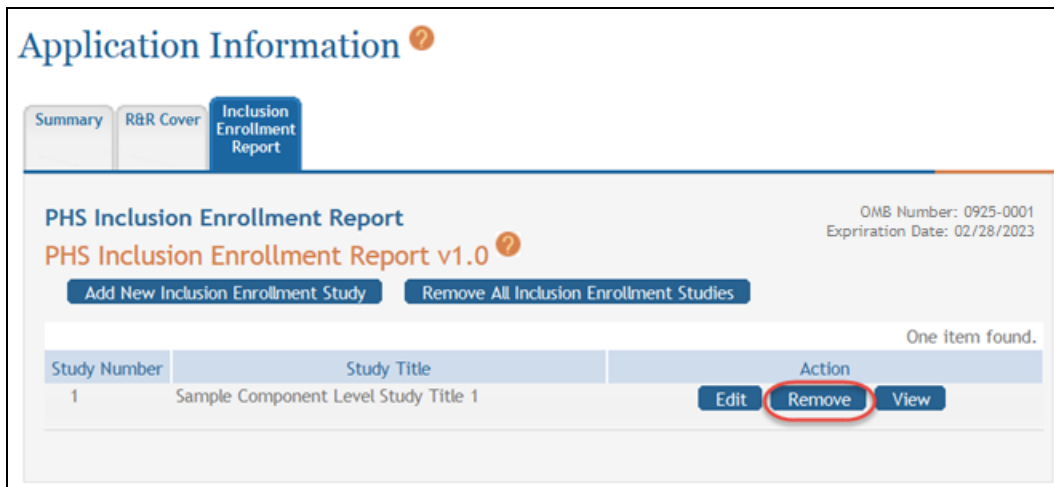 Application Information ?
Summary
R&R Cover
Inclusion
Enrollment
Report
PHS Inclusion Enrollment Report
OMB Number: 0925-0001
Expriration Date: 02/28/2023
PHS Inclusion Enrollment Report v1.0 ?
Add New Inclusion Enrollment Study Remove All Inclusion Enrollment Studies
One item found.
Study Number Study Title Action
1 Sample Component Level Study Title 1 Edit Remove View